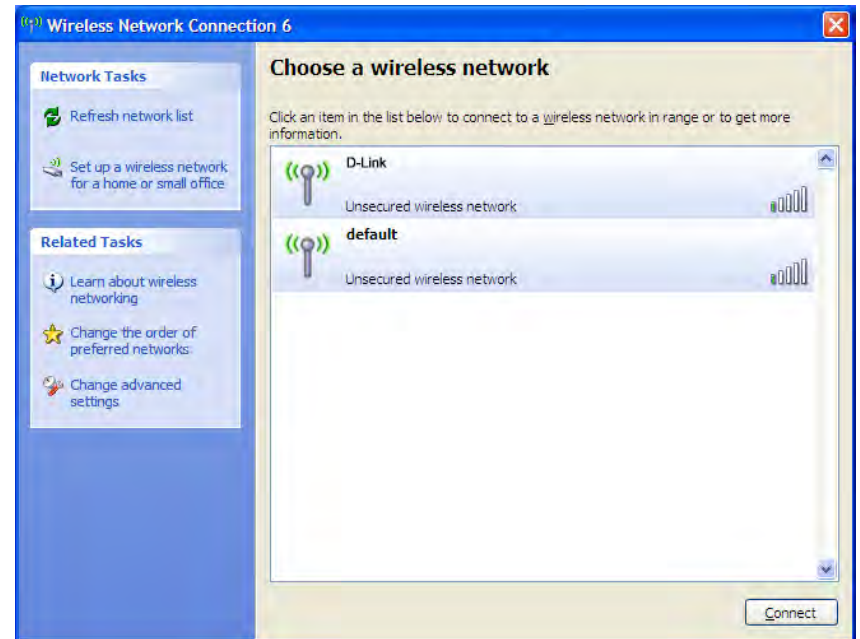 Wireless Network Connection 6
Network Tasks
Refresh network list
Set up a wireless network
for a home or small office
Related Tasks
Learn about wireless
networking
Change the order of
preferred networks
Change advanced
settings
Choose a wireless network
Click an item in the list below to connect to a wireless network in range or to get more
information.
D-Link
Unsecured wireless network
default
Unsecured wireless network
Connect